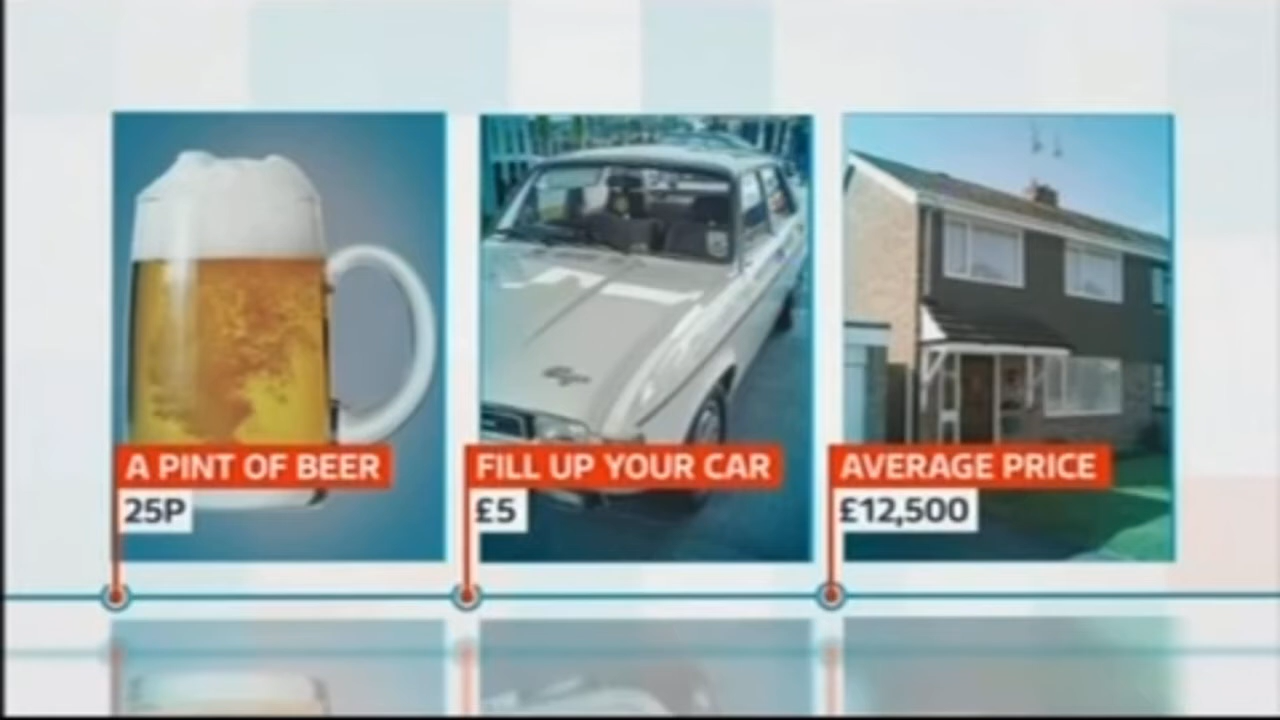 A PINT OF BEER
25P
FILL UP YOUR CAR
£5
AVERAGE PRICE
£12,500